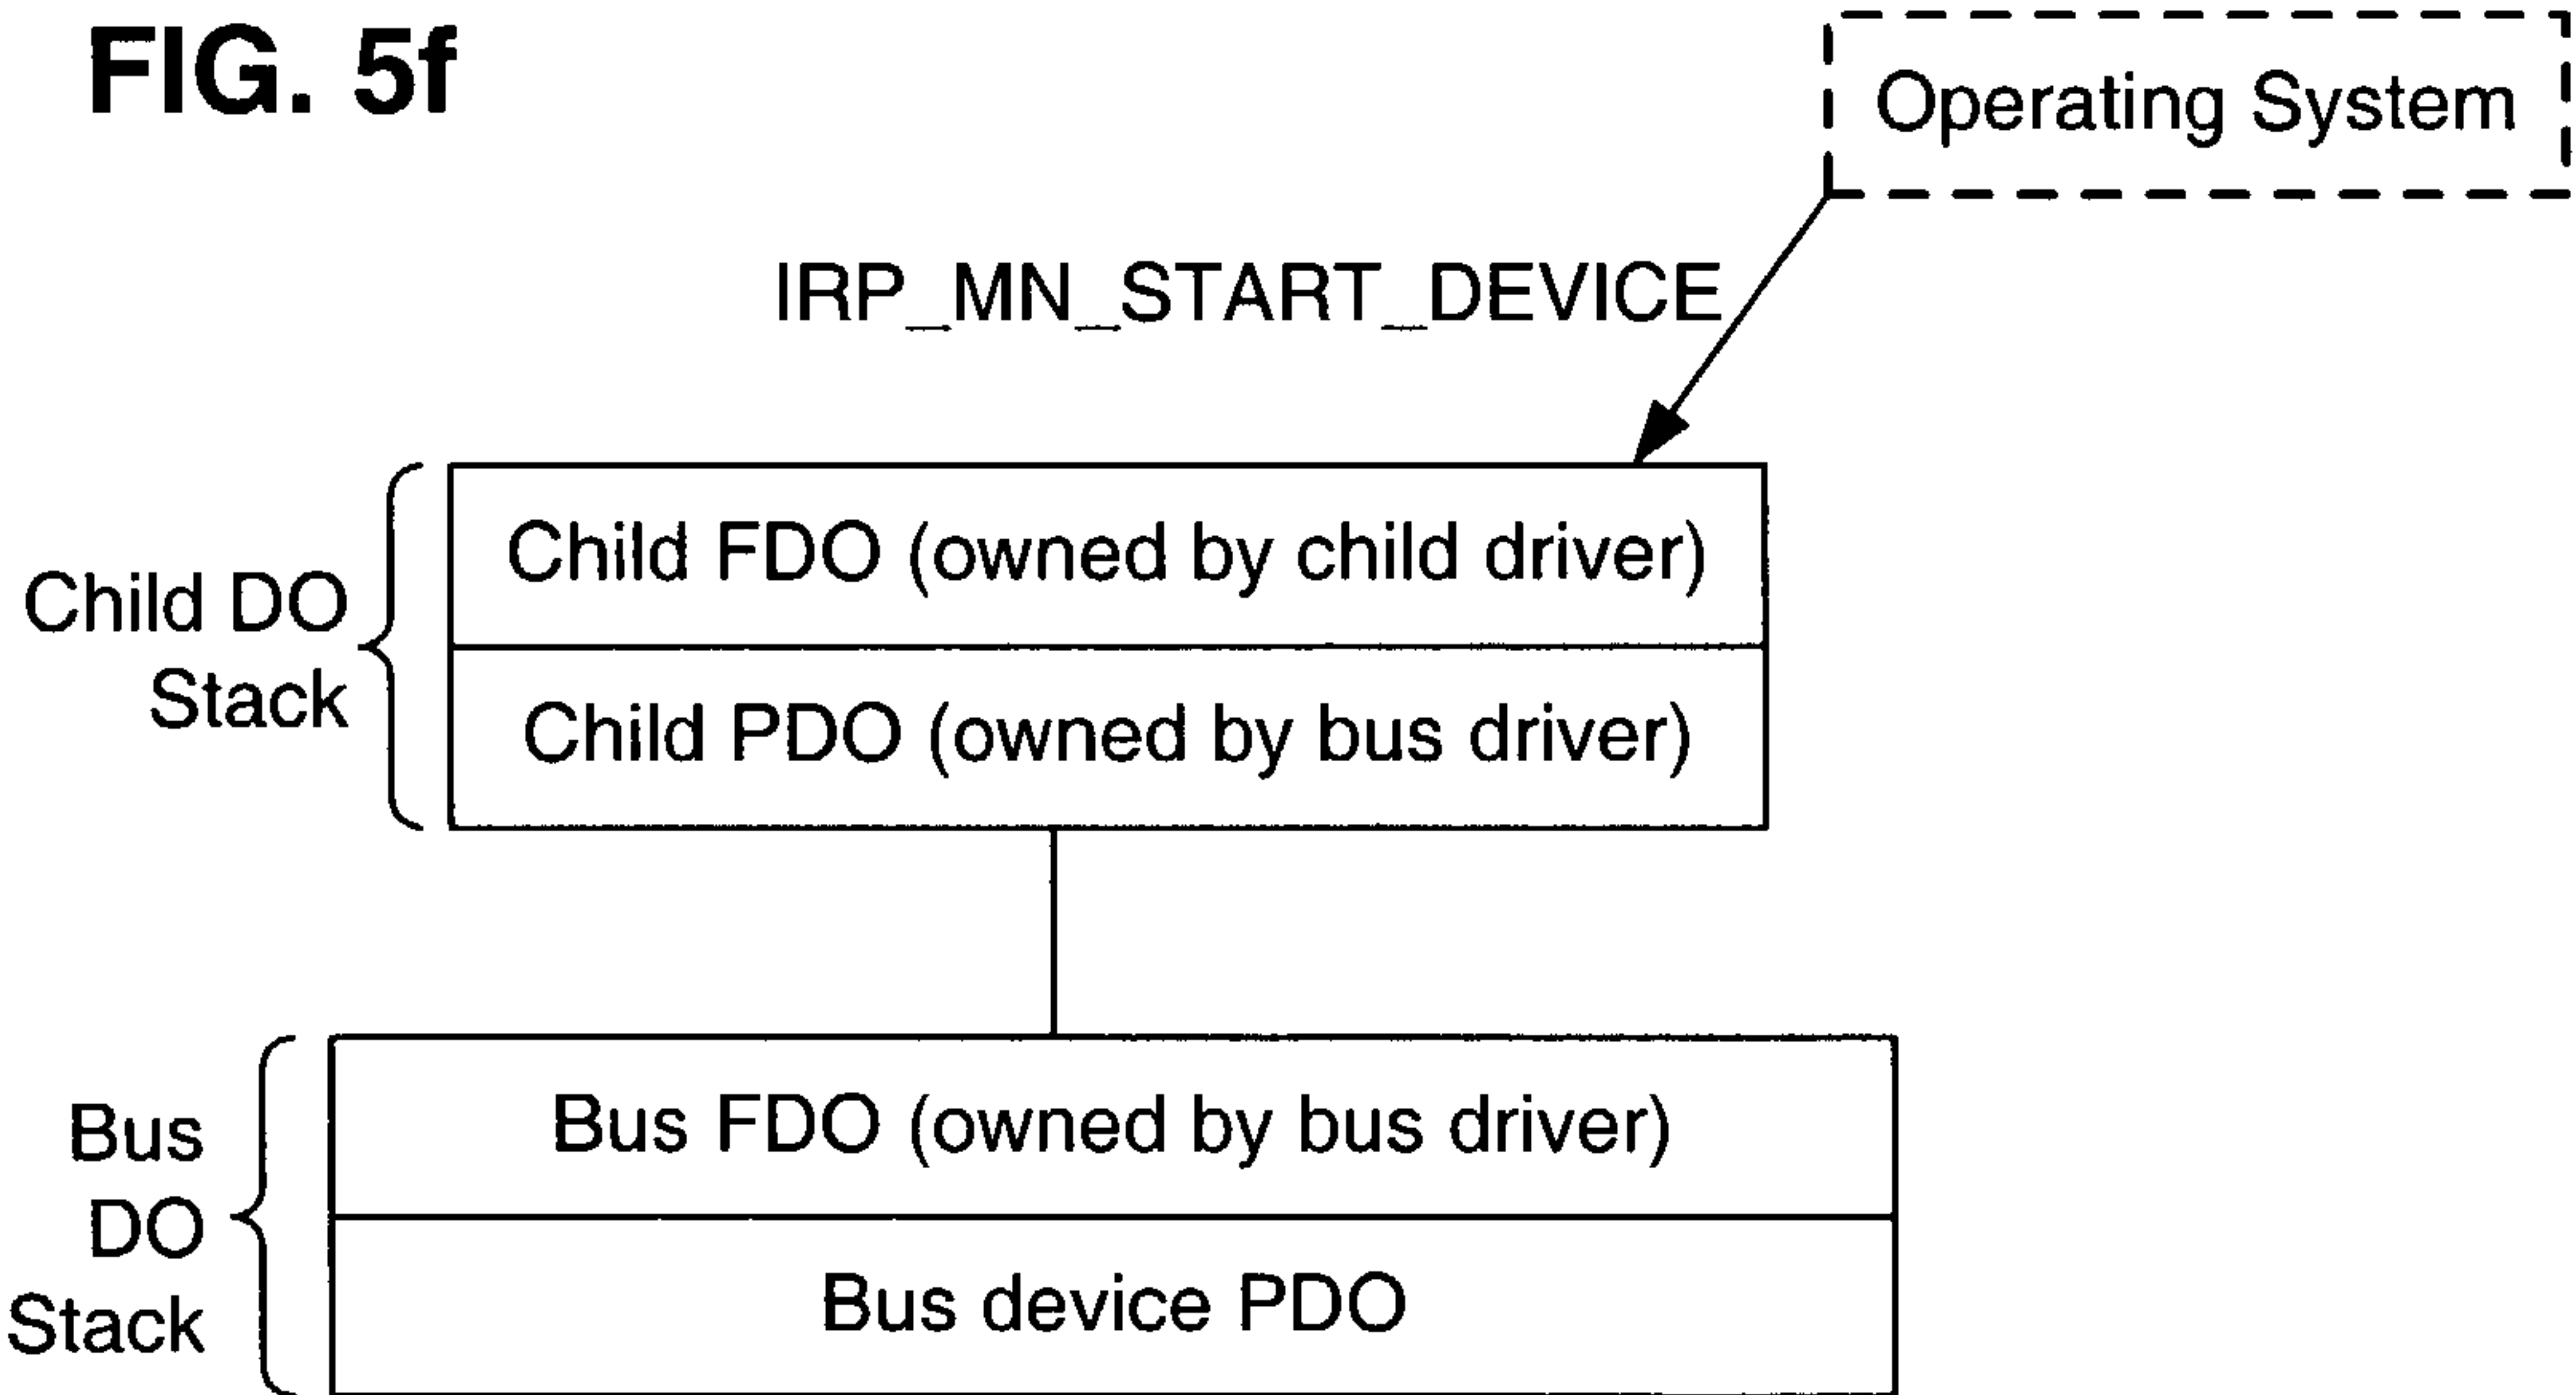 FIG. 5f
Operating System
IRP_MN_START_DEVICE
Child DO
Stack
Child FDO (owned by child driver)
Child PDO (owned by bus driver)
Bus
DO
Stack
Bus FDO (owned by bus driver)
Bus device PDO